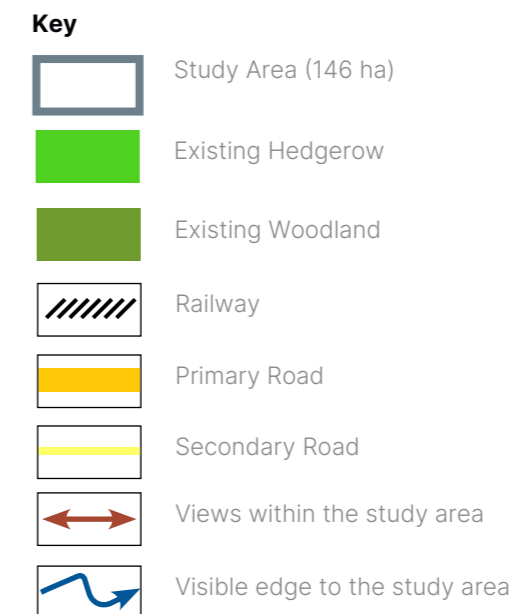 Key
Study Area (146 ha)
Existing Hedgerow
Existing Woodland
Railway
Primary Road
Secondary Road
Views within the study area
Visible edge to the study area